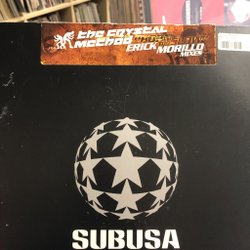 the crystal
method
ERICK MORILLO
MIXES
SUBUSA